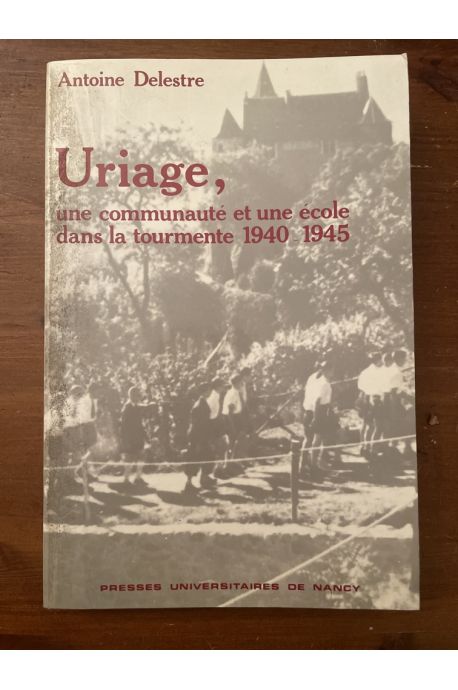 Antoine Delestre
Uriage,
une communauté et une école
dans la tourmente 1940-1945
PRESSES UNIVERSITAIRES DE NANCY